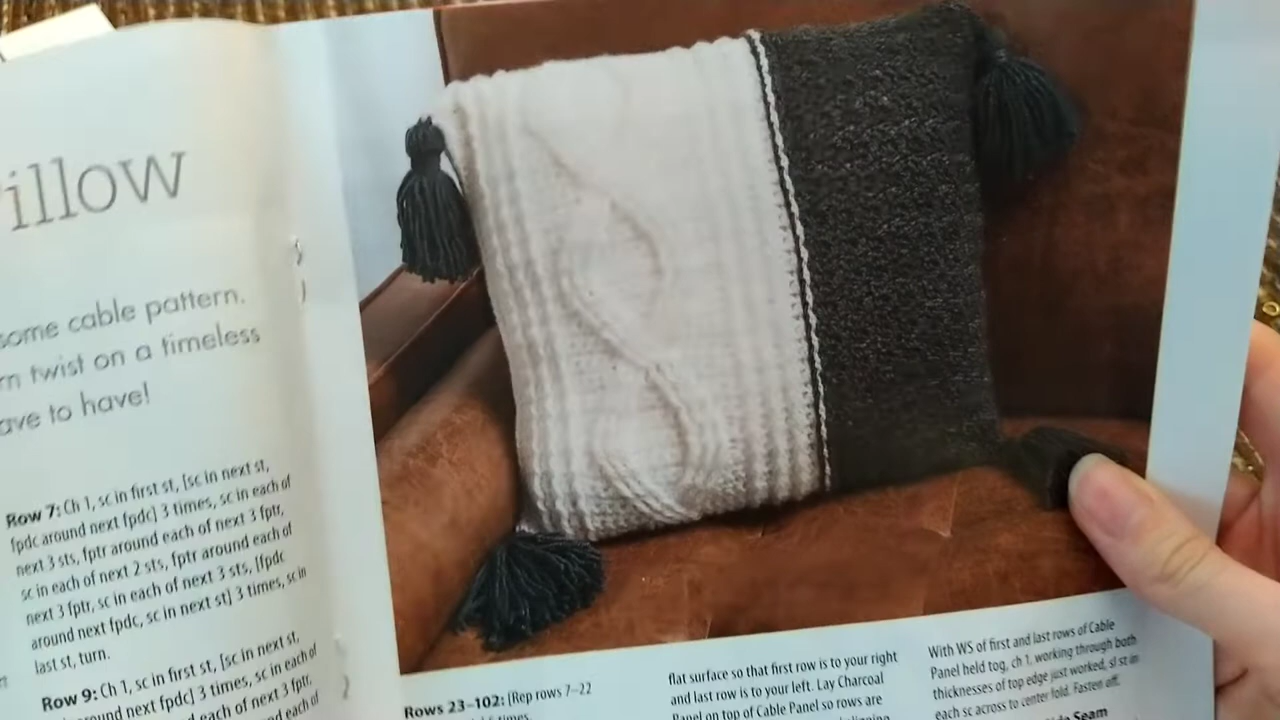 illow
some cable pattern.
rn twist on a timeless
ave to have!
Row 7: Ch 1, sc in first st, [sc in next st,
fpdc around next fpdc] 3 times, sc in each of
next 3 sts, fptr around each of next 3 fptr,
sc in each of next 2 sts, fptr around each of
next 3 fptr, sc in each of next 3 sts, [fpdc
around next fpdc, sc in next st] 3 times, sc in
last st, turn.
Row 9: Ch 1, sc in first st, [sc in next st,
around next fpdc] 3 times, sc in each of
each of next 3 fptr,
each of
Rows 23–102: [Rep rows 7–22
times.
flat surface so that first row is to your right
and last row is to your left. Lay Charcoal
Panel on top of Cable Panel so rows are
With WS of first and last rows of Cable
Panel held tog, ch 1, working through both
thicknesses of top edge just worked, sl st in
each sc across to center fold. Fasten off.
Seam